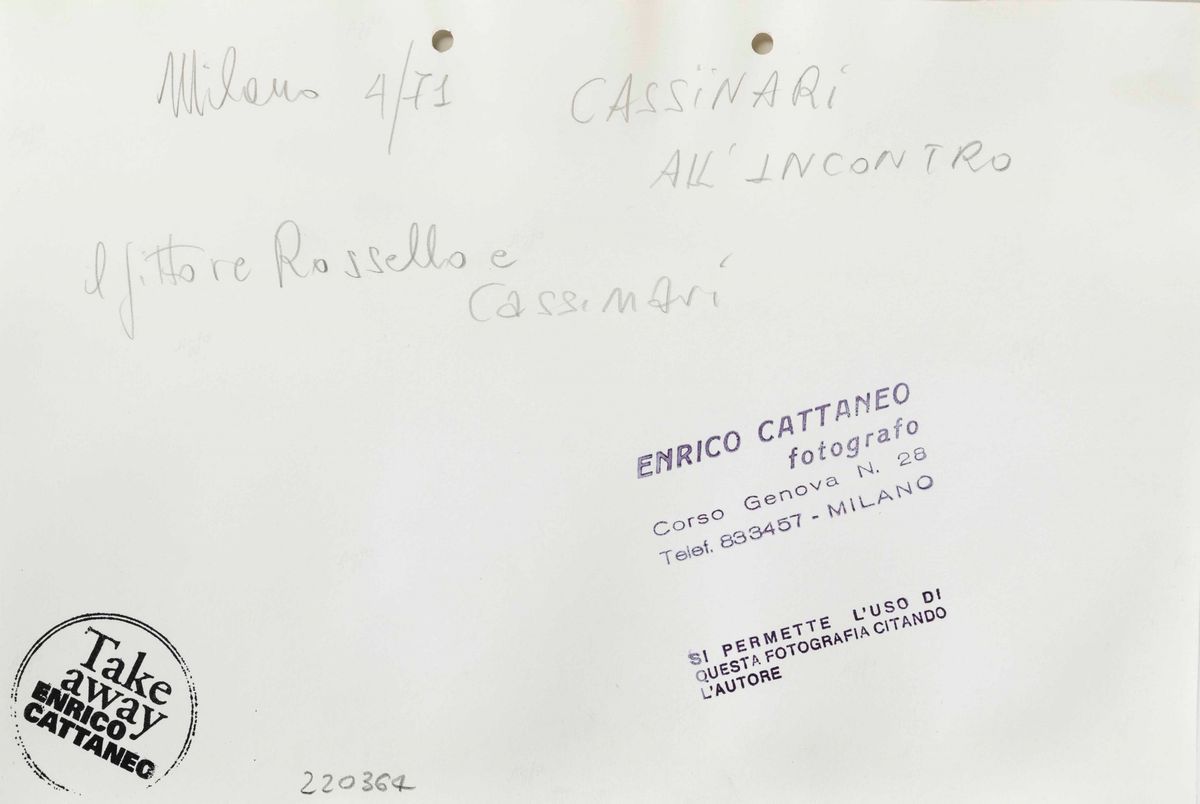 Milano 4/71
CASSINARI
ALL'INCONTRO
il pittore Rossello e
Cassinari
ENRICO CATTANEO
fotografo
Corso Genova N. 28
Telef. 833457 - MILANO
SI PERMETTE L'USO DI
QUESTA FOTOGRAFIA CITANDO
L'AUTORE
Take
away
ENRICO
CATTANEO
220364